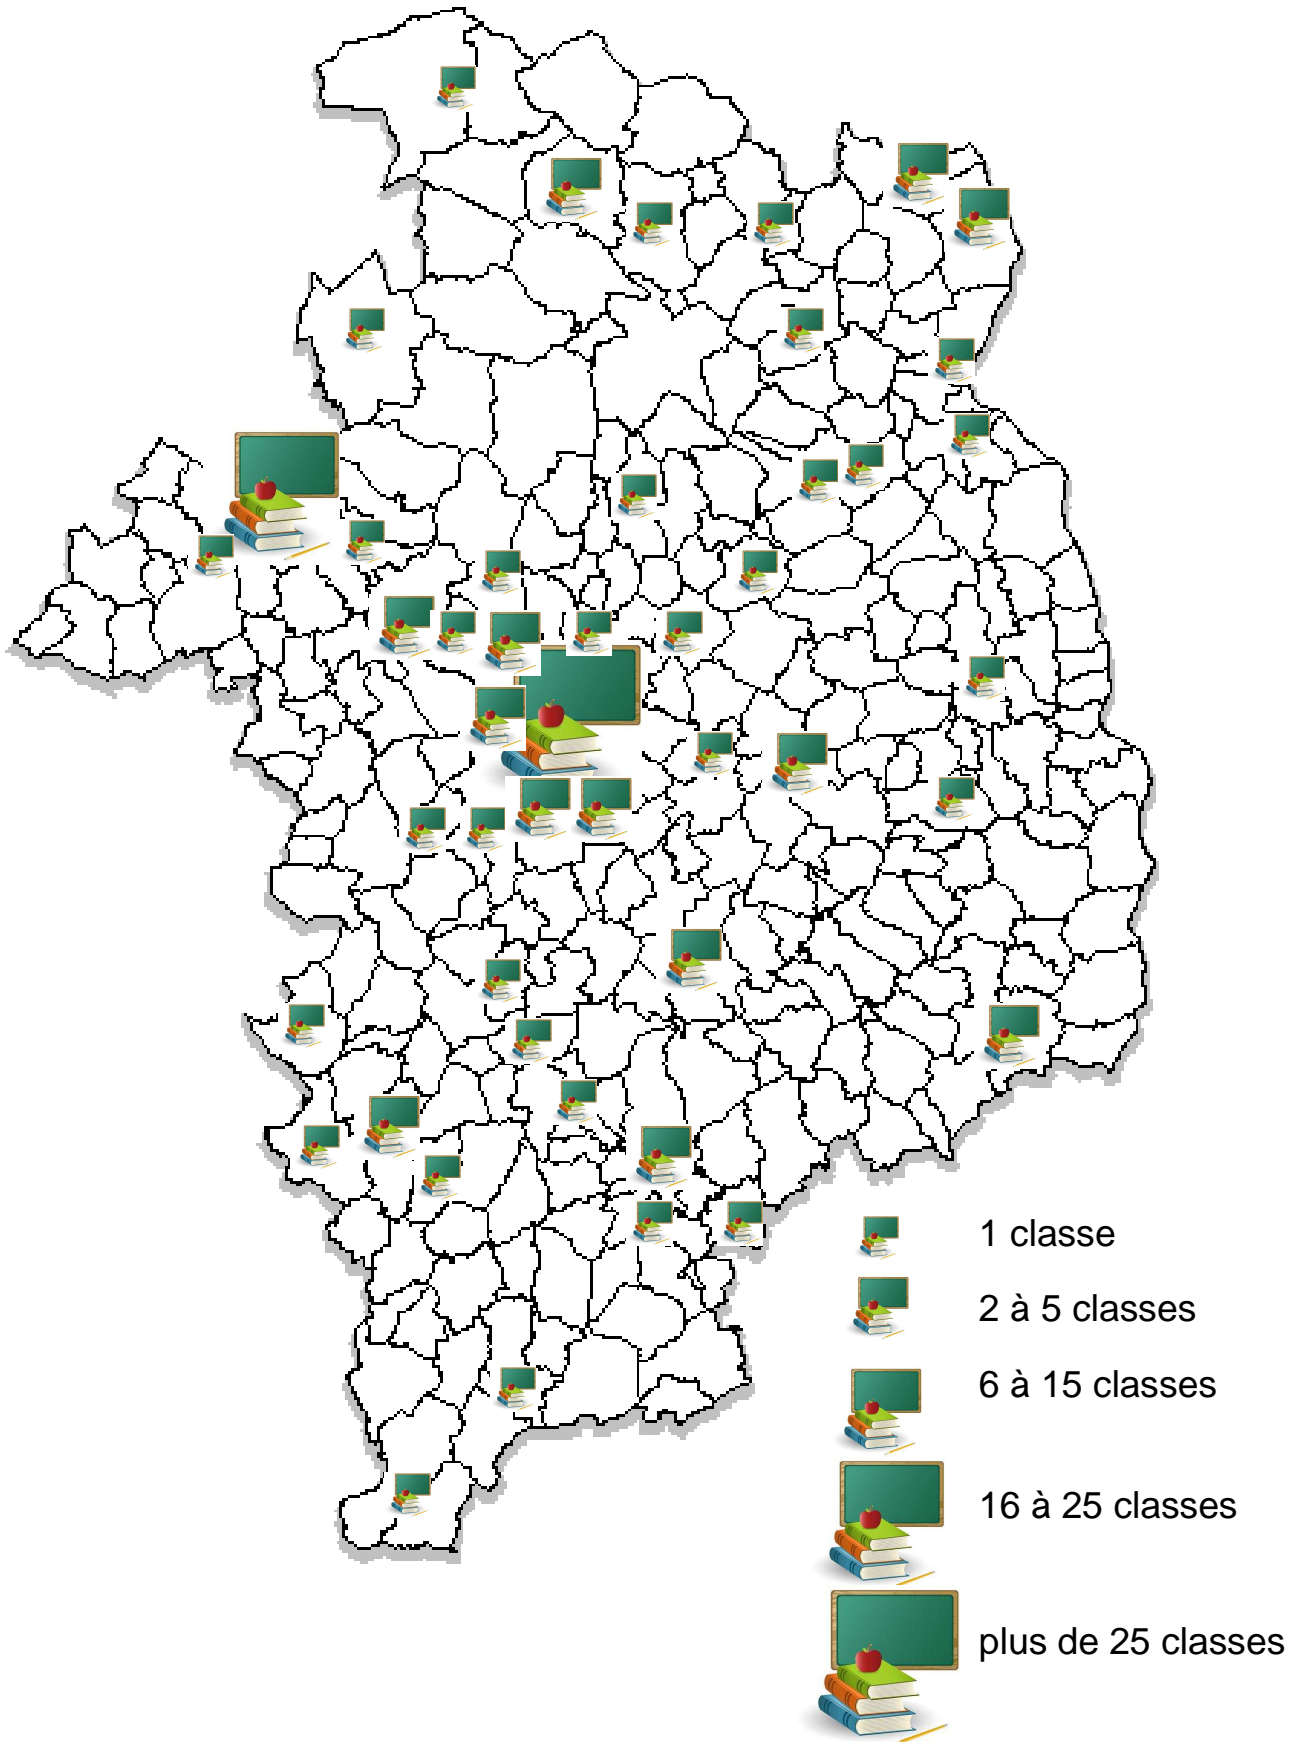 1 classe
2 à 5 classes
6 à 15 classes
16 à 25 classes
plus de 25 classes